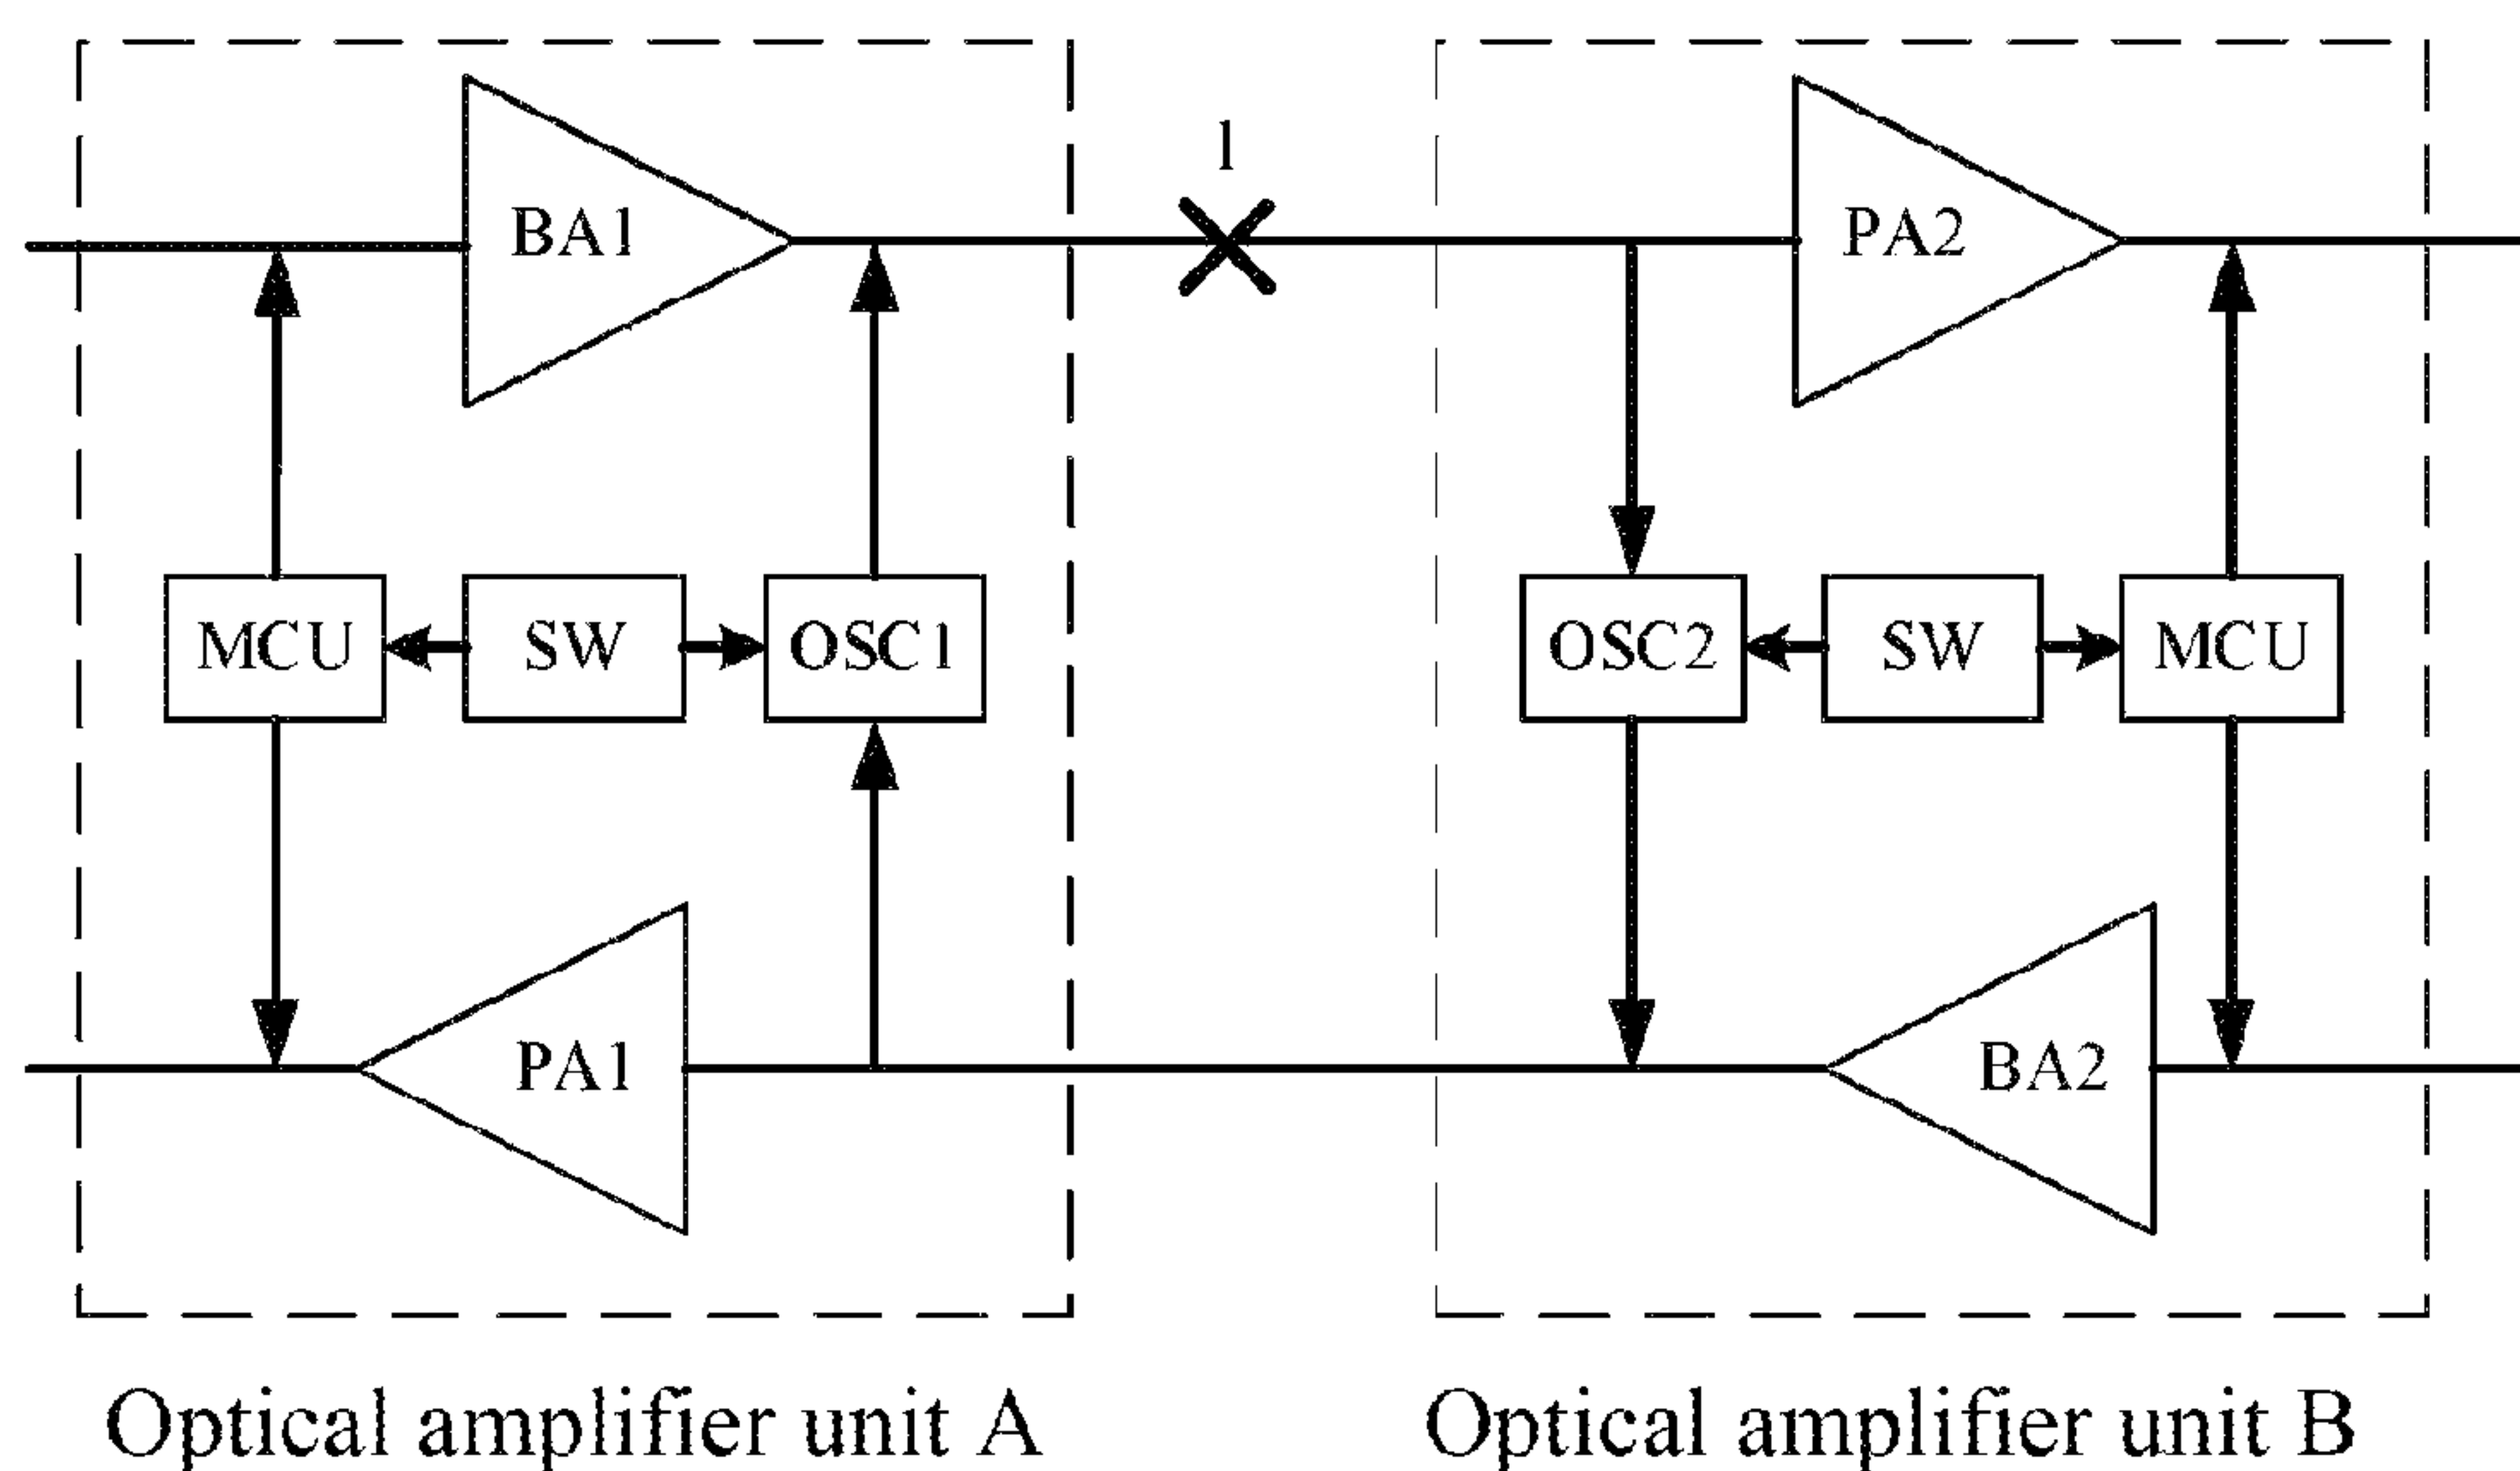 1
BA1
PA2
MCU
SW
OSC1
OSC2
SW
MCU
PA1
BA2
Optical amplifier unit A
Optical amplifier unit B